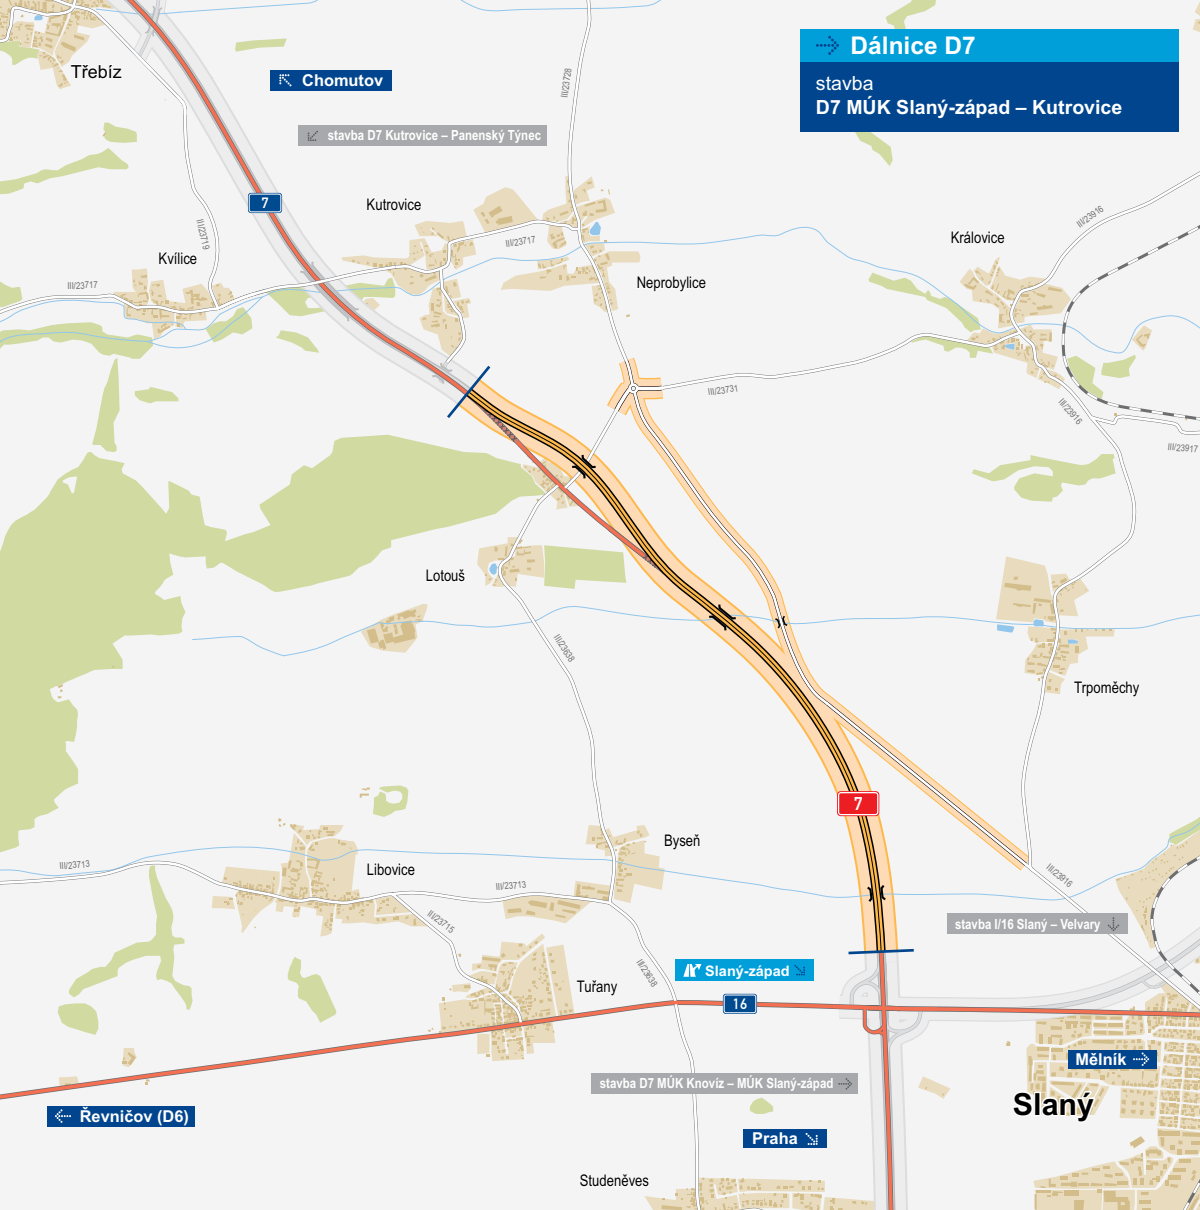 Dálnice D7
stavba
D7 MÚK Slaný-západ – Kutrovice
Třebíz
Chomutov
III/23728
stavba D7 Kutrovice – Panenský Týnec
7
Kutrovice
III/23916
III/23719
III/23717
Královice
Kvílice
Neprobylice
III/23717
III/23731
III/23916
III/23917
Lotouš
III/23638
Trpoměchy
7
Byseň
III/23713
Libovice
III/23713
III/23916
III/23715
stavba I/16 Slaný – Velvary
Slaný-západ
III/23638
Tuřany
16
Mělník
stavba D7 MÚK Knovíz – MÚK Slaný-západ
Slaný
Řevničov (D6)
Praha
Studeněves